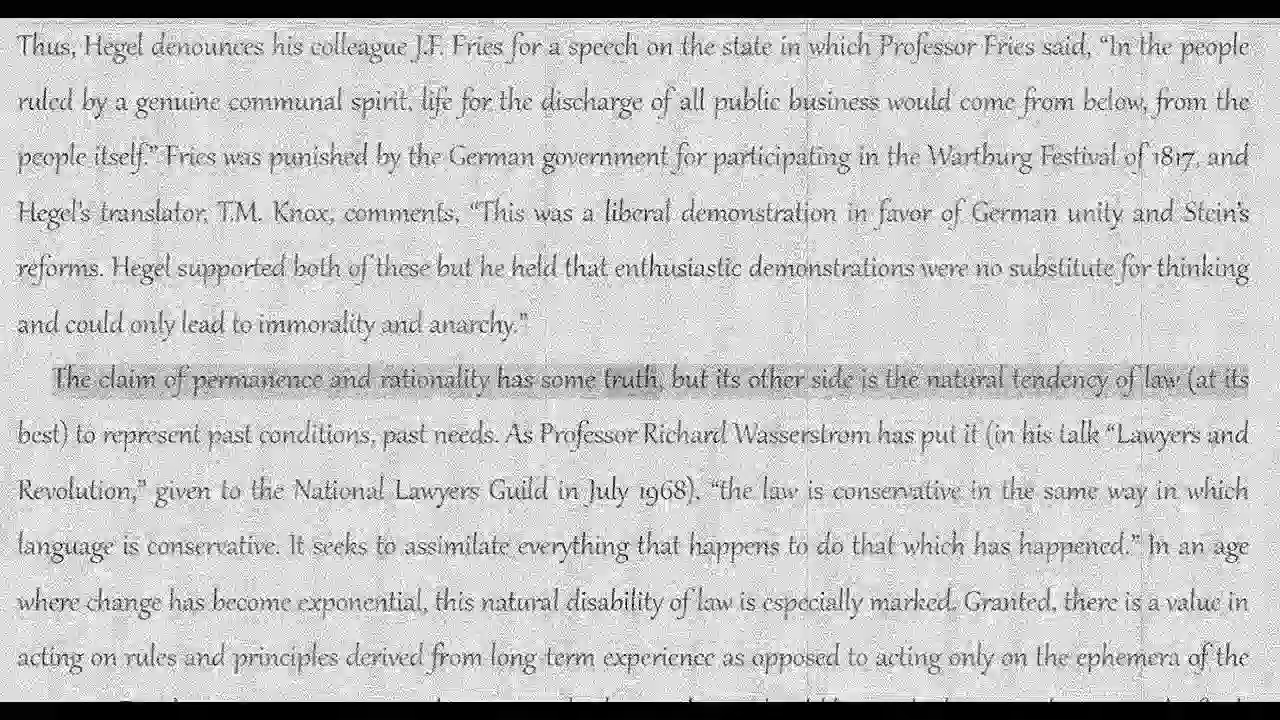 Thus, Hegel denounces his colleague J.F. Fries for a speech on the state in which Professor Fries said, “In the people
ruled by a genuine communal spirit, life for the discharge of all public business would come from below, from the
people itself.” Fries was punished by the German government for participating in the Wartburg Festival of 1817, and
Hegel’s translator, T.M. Knox, comments, “This was a liberal demonstration in favor of German unity and Stein’s
reforms. Hegel supported both of these but he held that enthusiastic demonstrations were no substitute for thinking
and could only lead to immorality and anarchy.”
The claim of permanence and rationality has some truth, but its other side is the natural tendency of law (at its
best) to represent past conditions, past needs. As Professor Richard Wasserstrom has put it (in his talk “Lawyers and
Revolution,” given to the National Lawyers Guild in July 1968), “the law is conservative in the same way in which
language is conservative. It seeks to assimilate everything that happens to do that which has happened.” In an age
where change has become exponential, this natural disability of law is especially marked. Granted, there is a value in
acting on rules and principles derived from long-term experience as opposed to acting only on the ephemera of the